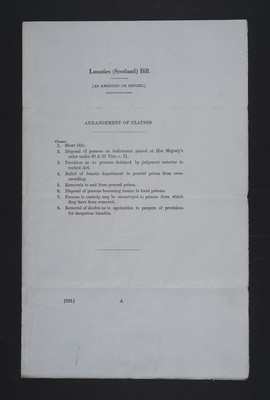 Lunatics (Scotland) Bill.
[AS AMENDED ON REPORT.]
ARRANGEMENT OF CLAUSES.
Clause.
1. Short title.
2. Disposal of persons on indictment placed at Her Majesty's
order under 20 & 21 Vict. c. 71.
3. Provision as to persons detained by judgment anterior to
recited Act.
4. Relief of lunatic department in general prison from over-
crowding.
5. Removals to and from general prison.
6. Disposal of persons becoming insane in local prisons.
7. Persons in custody may be reconveyed to prisons from which
they have been removed.
8. Removal of doubts as to application to paupers of provisions
for dangerous lunatics.
A